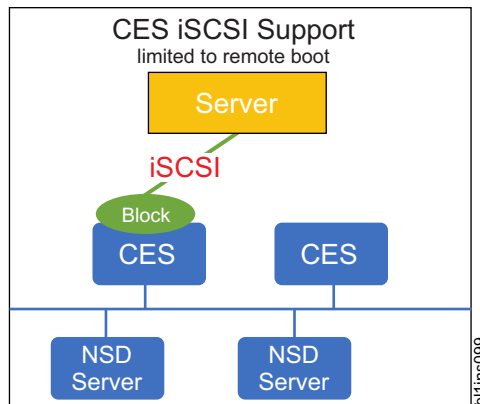 CES iSCSI Support
limited to remote boot
Server
iSCSI
Block
CES
CES
NSD
Server
NSD
Server